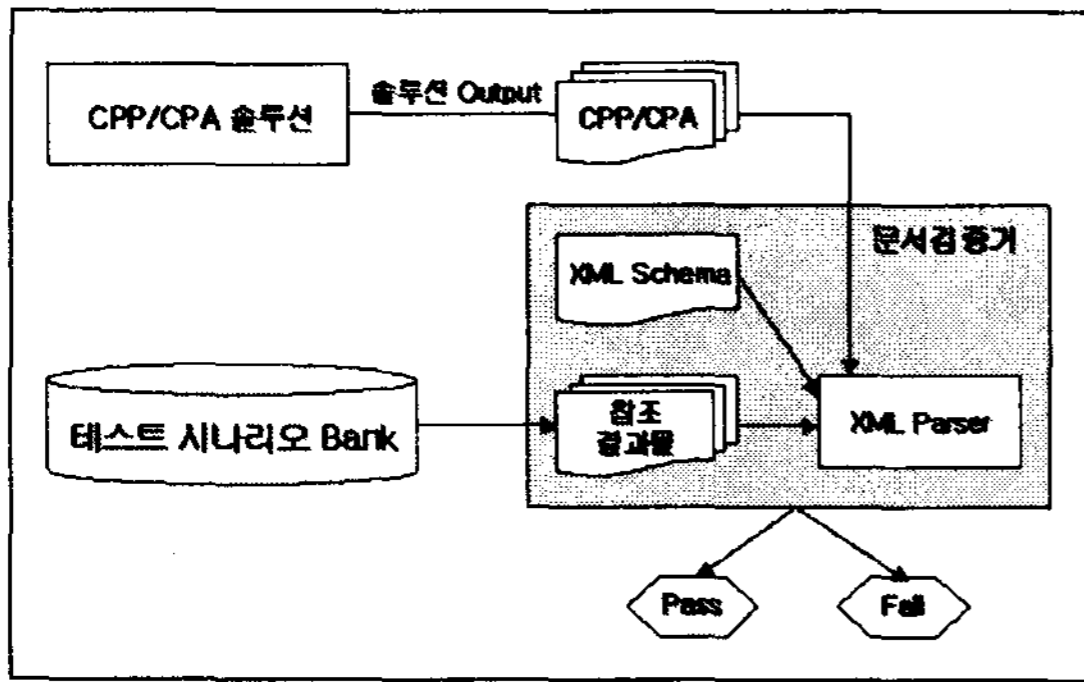 CPP/CPA 솔루션
솔루션 Output
CPP/CPA
문서검증기
XML Schema
테스트 시나리오 Bank
참조
결과물
XML Parser
Pass
Fail